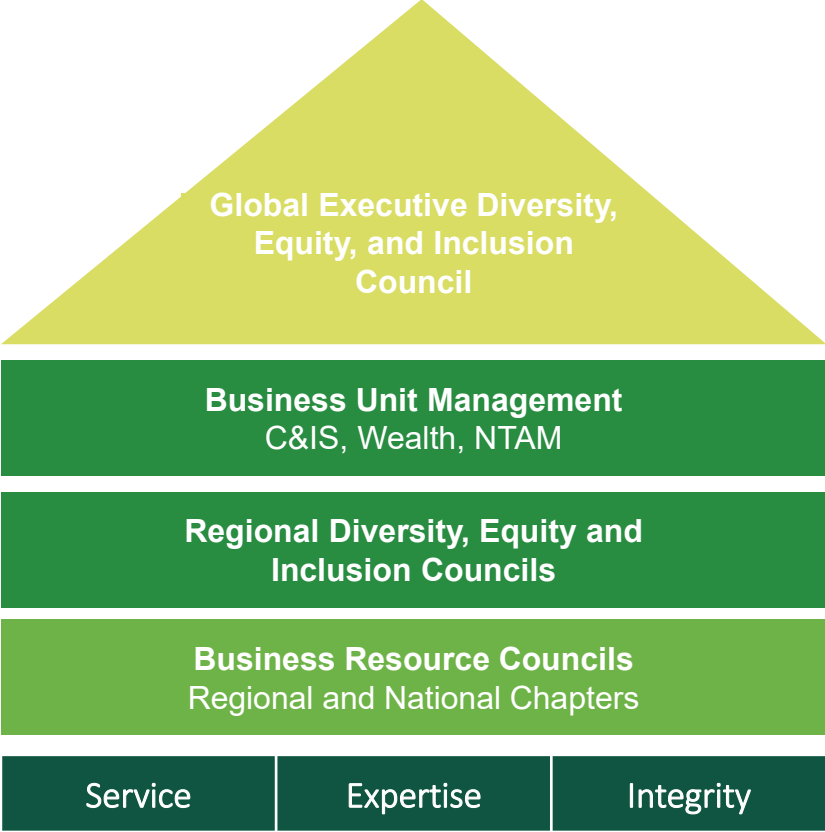 Global Executive Diversity,
Equity, and Inclusion
Council
Business Unit Management
C&IS, Wealth, NTAM
Regional Diversity, Equity and
Inclusion Councils
Business Resource Councils
Regional and National Chapters
Service
Expertise
Integrity